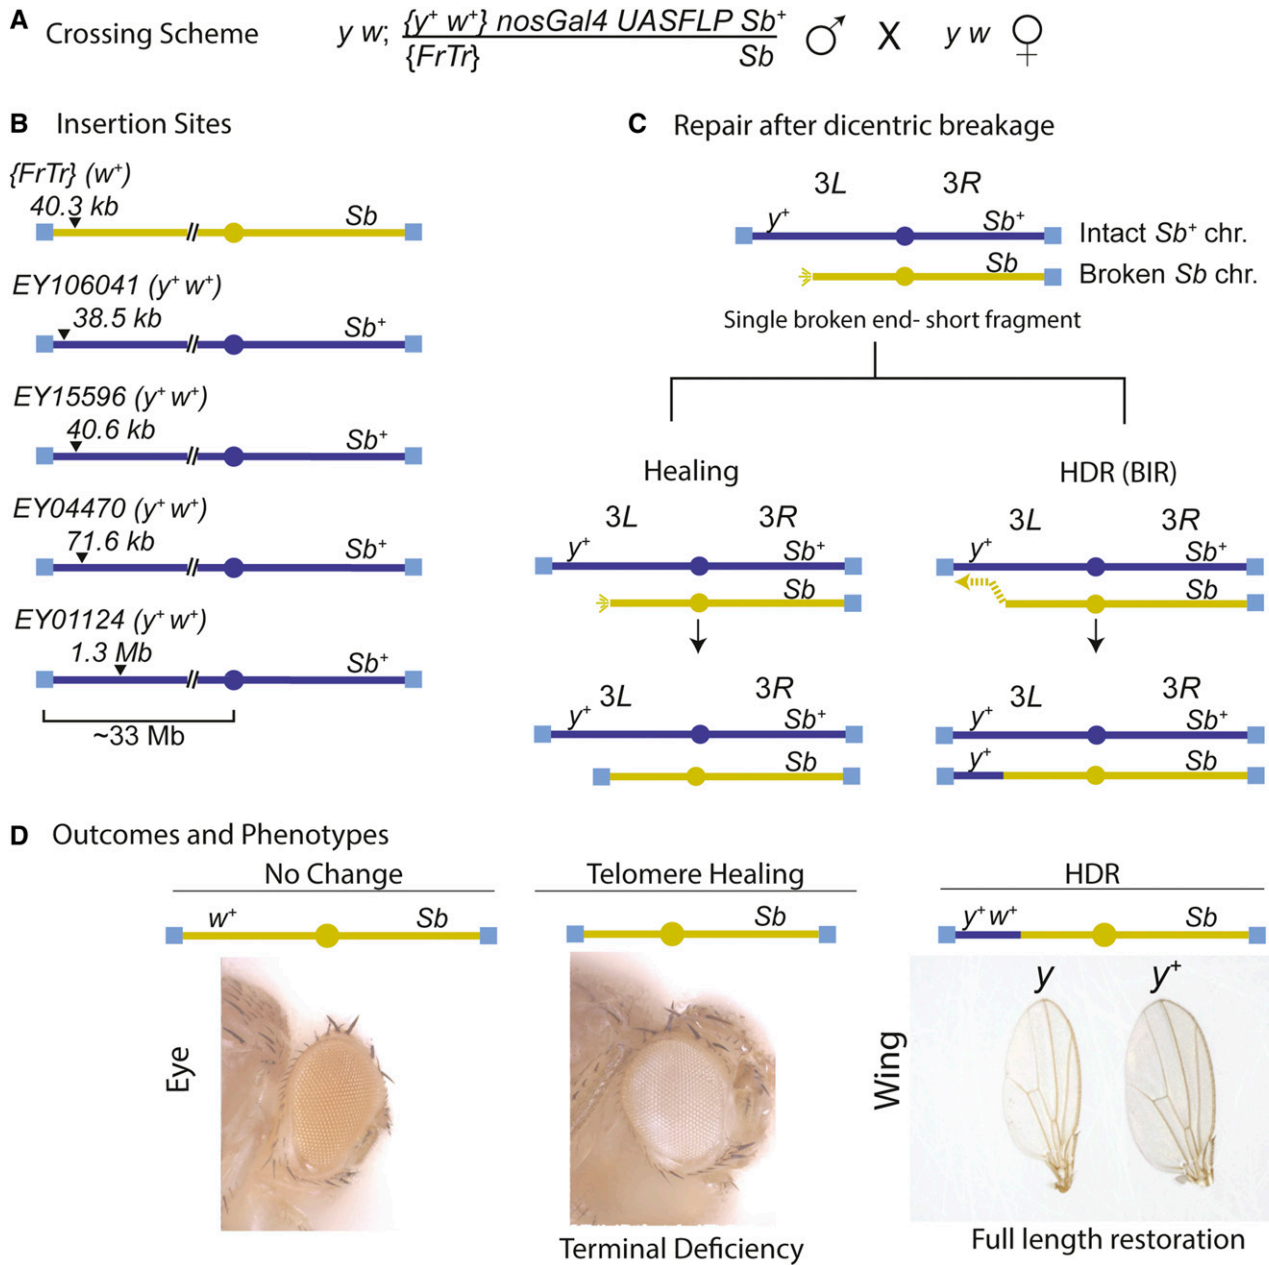 A Crossing Scheme
y w; {y+ w+} nosGal4 UASFLP Sb+ ♂ X y w ♀
{FrTr} Sb
B Insertion Sites
{FrTr} (w+)
40.3 kb
Sb
EY106041 (y+ w+)
38.5 kb
Sb+
EY15596 (y+ w+)
40.6 kb
Sb+
EY04470 (y+ w+)
71.6 kb
Sb+
EY01124 (y+ w+)
1.3 Mb
Sb+
~33 Mb
C Repair after dicentric breakage
3L 3R
y+ Sb+ Intact Sb+ chr.
Sb Broken Sb chr.
Single broken end- short fragment
Healing
3L 3R
y+ Sb+
Sb
3L 3R
y+ Sb+
Sb
HDR (BIR)
3L 3R
y+ Sb+
Sb
3L 3R
y+ Sb+
y+ Sb
D Outcomes and Phenotypes
No Change
w+ Sb
Eye
Telomere Healing
Sb
Terminal Deficiency
HDR
y+ w+ Sb
y y+
Wing
Full length restoration